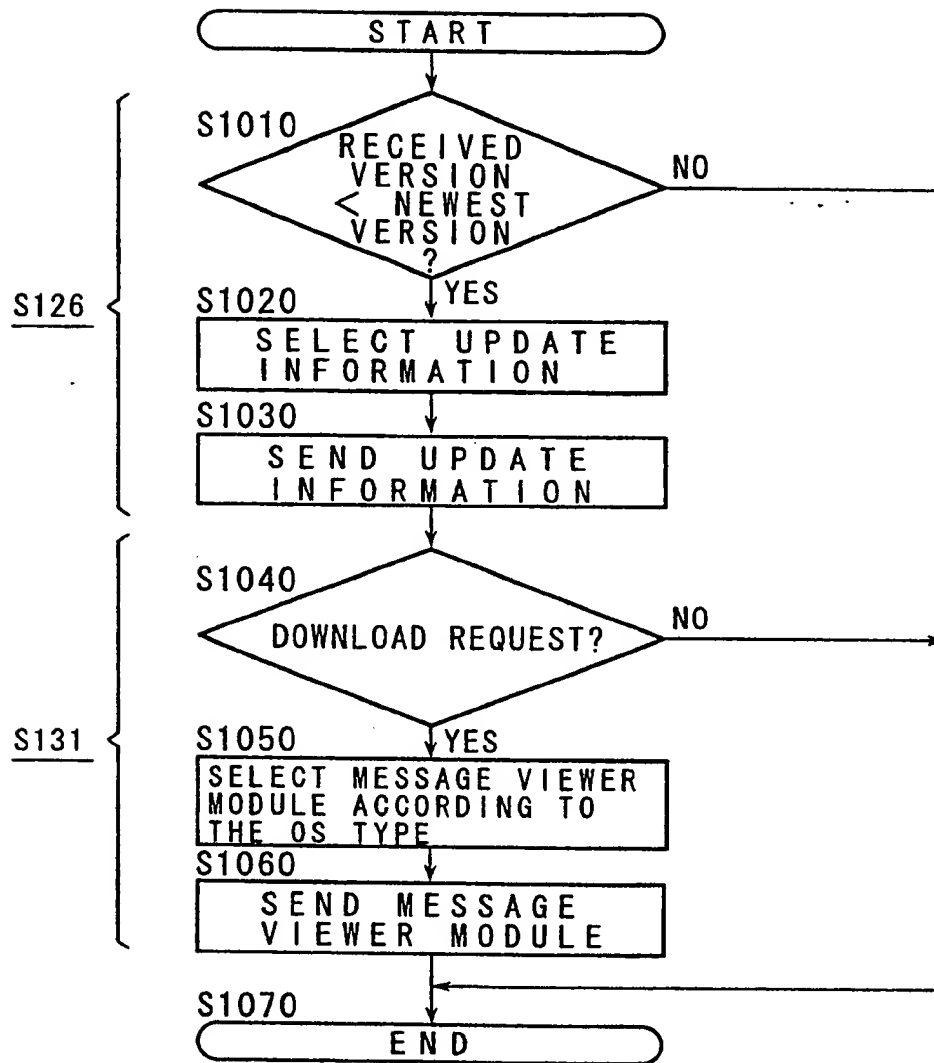 START
S1010
RECEIVED
VERSION
< NEWEST
VERSION
?
NO
YES
S126
S1020
SELECT UPDATE
INFORMATION
S1030
SEND UPDATE
INFORMATION
S1040
DOWNLOAD REQUEST?
NO
YES
S131
S1050
SELECT MESSAGE VIEWER
MODULE ACCORDING TO
THE OS TYPE
S1060
SEND MESSAGE
VIEWER MODULE
S1070
END